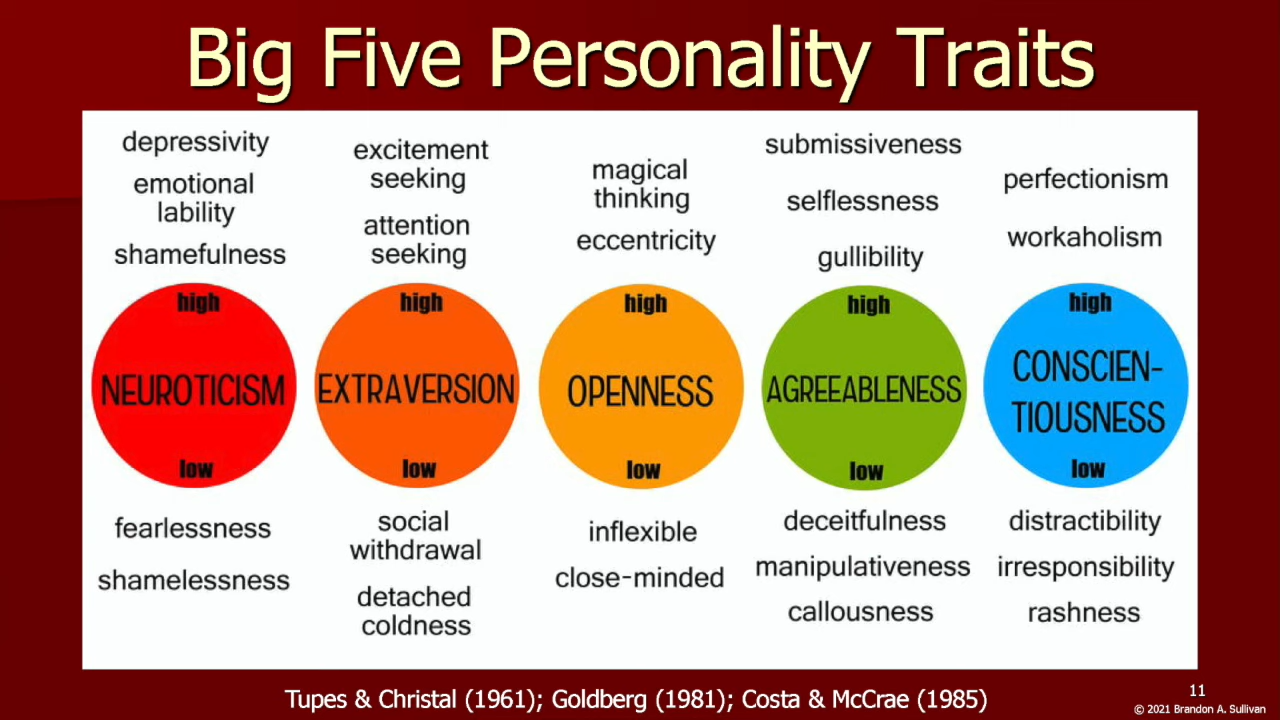 Big Five Personality Traits
depressivity
emotional
lability
shamefulness
high
NEUROTICISM
low
fearlessness
shamelessness
excitement
seeking
attention
seeking
high
EXTRAVERSION
low
social
withdrawal
detached
coldness
magical
thinking
eccentricity
high
OPENNESS
low
inflexible
close-minded
submissiveness
selflessness
gullibility
high
AGREEABLENESS
low
deceitfulness
manipulativeness
callousness
perfectionism
workaholism
high
CONSCIEN-
TIOUSNESS
low
distractibility
irresponsibility
rashness
Tupes & Christal (1961); Goldberg (1981); Costa & McCrae (1985)
11
© 2021 Brandon A. Sullivan